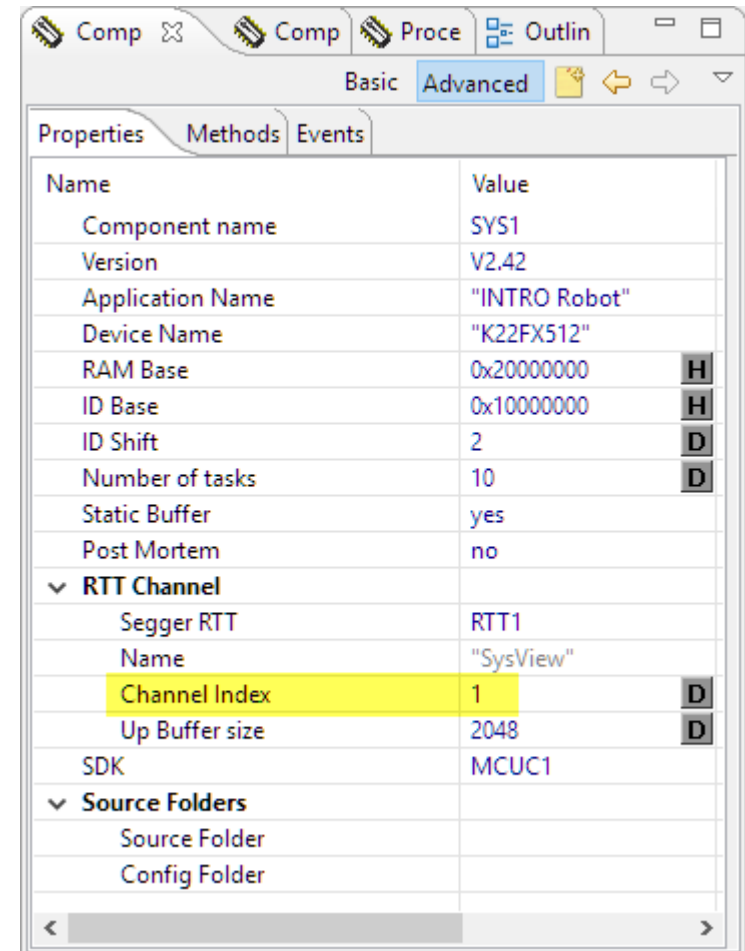 Comp Comp Proce Outlin
Basic Advanced
Properties Methods Events
Name Value
Component name SYS1
Version V2.42
Application Name "INTRO Robot"
Device Name "K22FX512"
RAM Base 0x20000000 H
ID Base 0x10000000 H
ID Shift 2 D
Number of tasks 10 D
Static Buffer yes
Post Mortem no
RTT Channel
Segger RTT RTT1
Name "SysView"
Channel Index 1 D
Up Buffer size 2048 D
SDK MCUC1
Source Folders
Source Folder
Config Folder